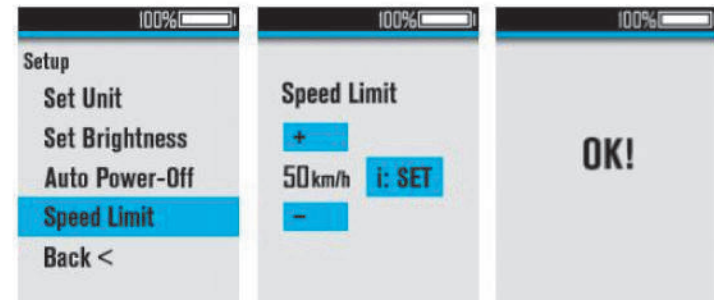 100%
Setup
Set Unit
Set Brightness
Auto Power-Off
Speed Limit
Back <
100%
Speed Limit
+
50km/h i: SET
-
100%
OK!